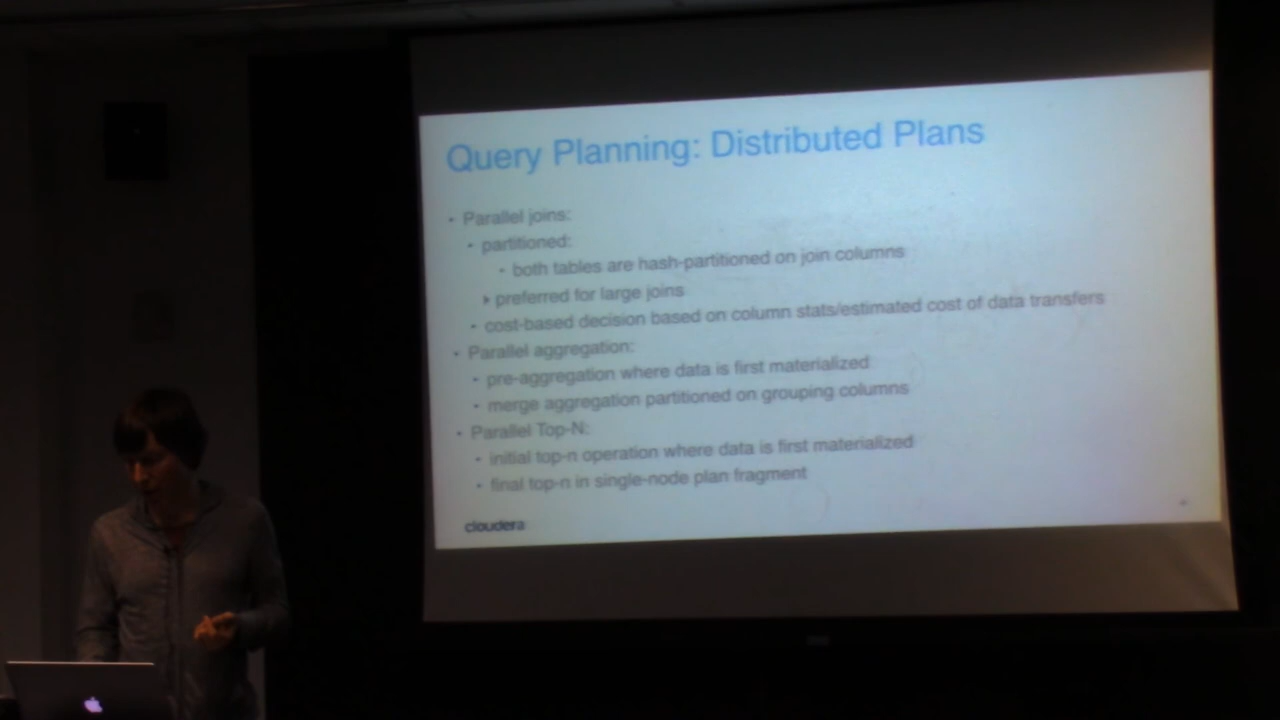 Query Planning: Distributed Plans
• Parallel joins:
• partitioned:
• both tables are hash-partitioned on join columns
‣ preferred for large joins
• cost-based decision based on column stats/estimated cost of data transfers
• Parallel aggregation:
• pre-aggregation where data is first materialized
• merge aggregation partitioned on grouping columns
• Parallel Top-N:
• initial top-n operation where data is first materialized
• final top-n in single-node plan fragment
cloudera